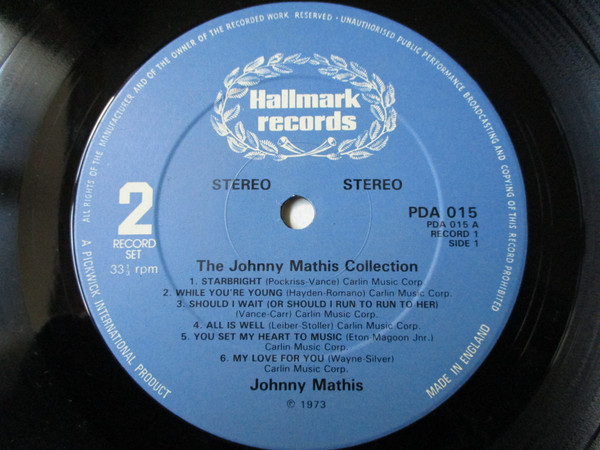 ALL RIGHTS OF THE MANUFACTURER AND OF THE OWNER OF THE RECORDED WORK RESERVED · UNAUTHORISED PUBLIC PERFORMANCE BROADCASTING AND COPYING OF THIS RECORD PROHIBITED
Hallmark
records
STEREO STEREO
2
RECORD
SET
33⅓ rpm
PDA 015
PDA 015 A
RECORD 1
SIDE 1
The Johnny Mathis Collection
1. STARBRIGHT (Pockriss-Vance) Carlin Music Corp.
2. WHILE YOU'RE YOUNG (Hayden-Romano) Carlin Music Corp.
3. SHOULD I WAIT (OR SHOULD I RUN TO RUN TO HER)
(Vance-Carr) Carlin Music Corp.
4. ALL IS WELL (Leiber-Stoller) Carlin Music Corp.
5. YOU SET MY HEART TO MUSIC (Eton-Magoon Jnr.)
Carlin Music Corp.
6. MY LOVE FOR YOU (Wayne-Silver)
Carlin Music Corp.
Johnny Mathis
℗ 1973
A PICKWICK INTERNATIONAL PRODUCT
MADE IN ENGLAND